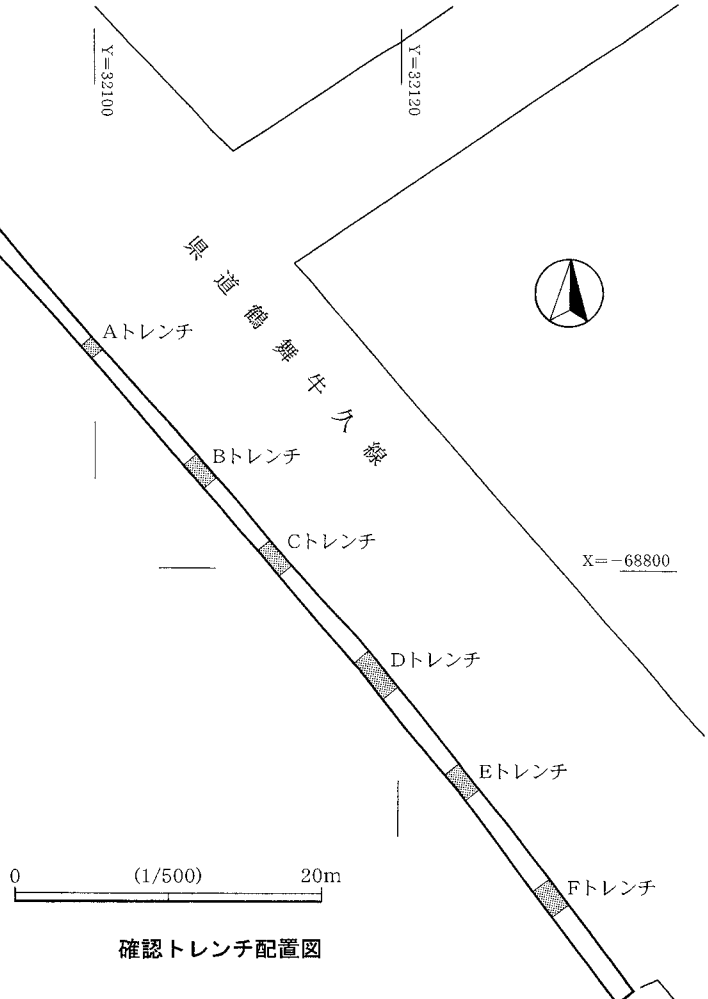 Y=32100
Y=32120
県道鶴舞牛久線
Aトレンチ
Bトレンチ
Cトレンチ
X=-68800
Dトレンチ
Eトレンチ
Fトレンチ
0 (1/500) 20m
確認トレンチ配置図